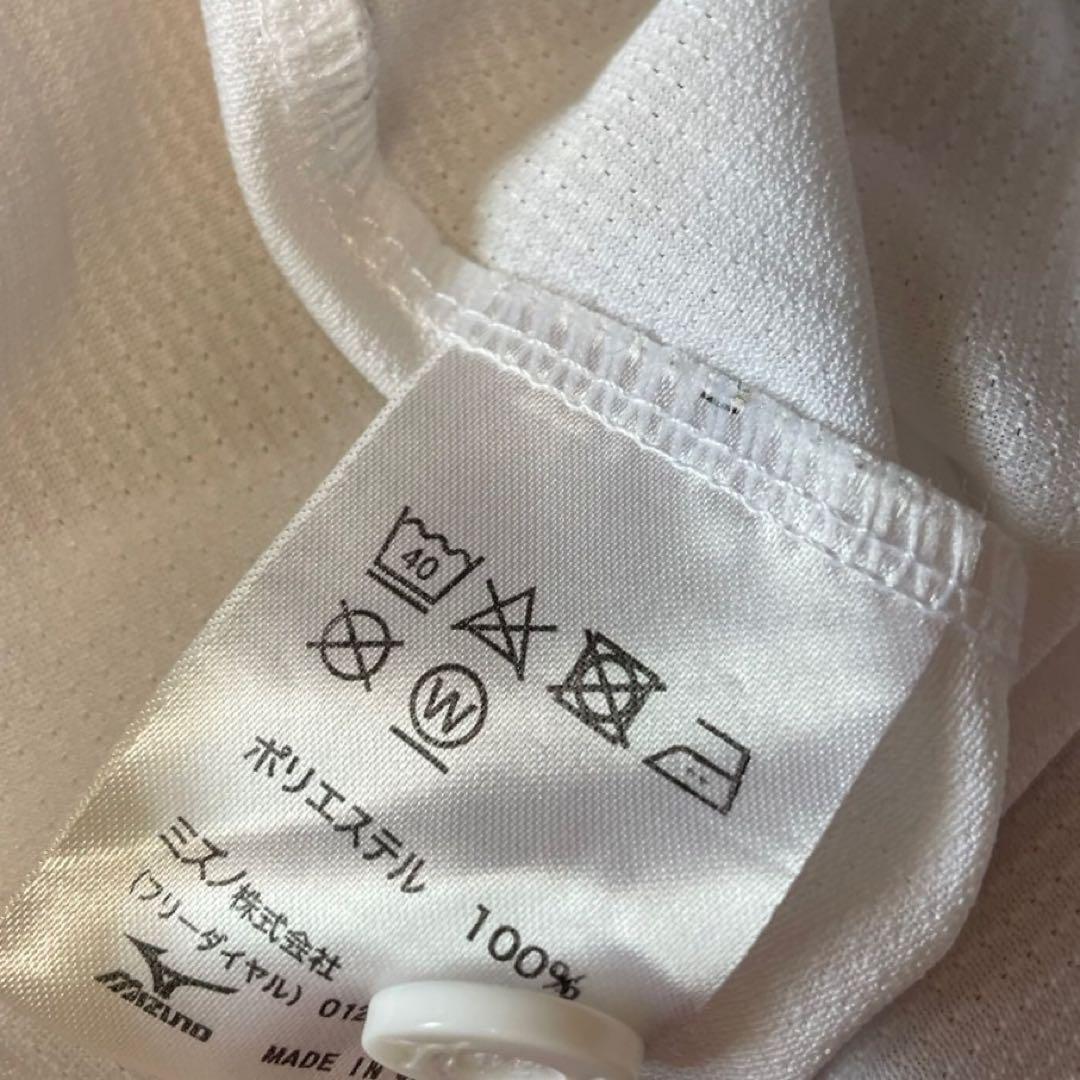 40
W
ポリエステル 100%
ミズノ株式会社
(フリーダイヤル) 012
MIZUNO
MADE IN